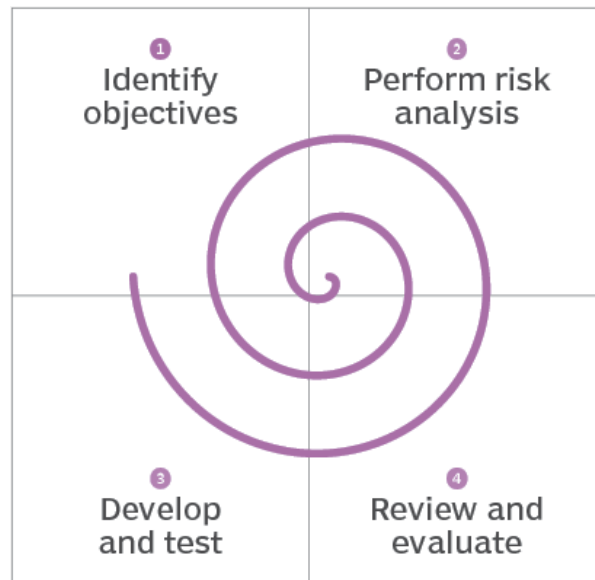 1
Identify
objectives
2
Perform risk
analysis
3
Develop
and test
4
Review and
evaluate